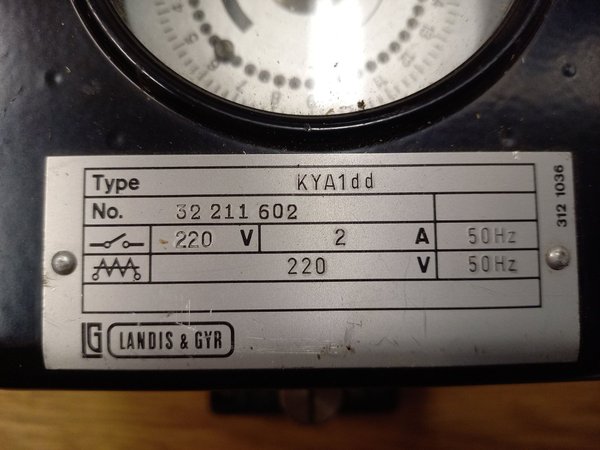 Type KYA1dd
No. 32 211 602
220 V 2 A 50Hz
220 V 50Hz
312 1036
LG LANDIS & GYR